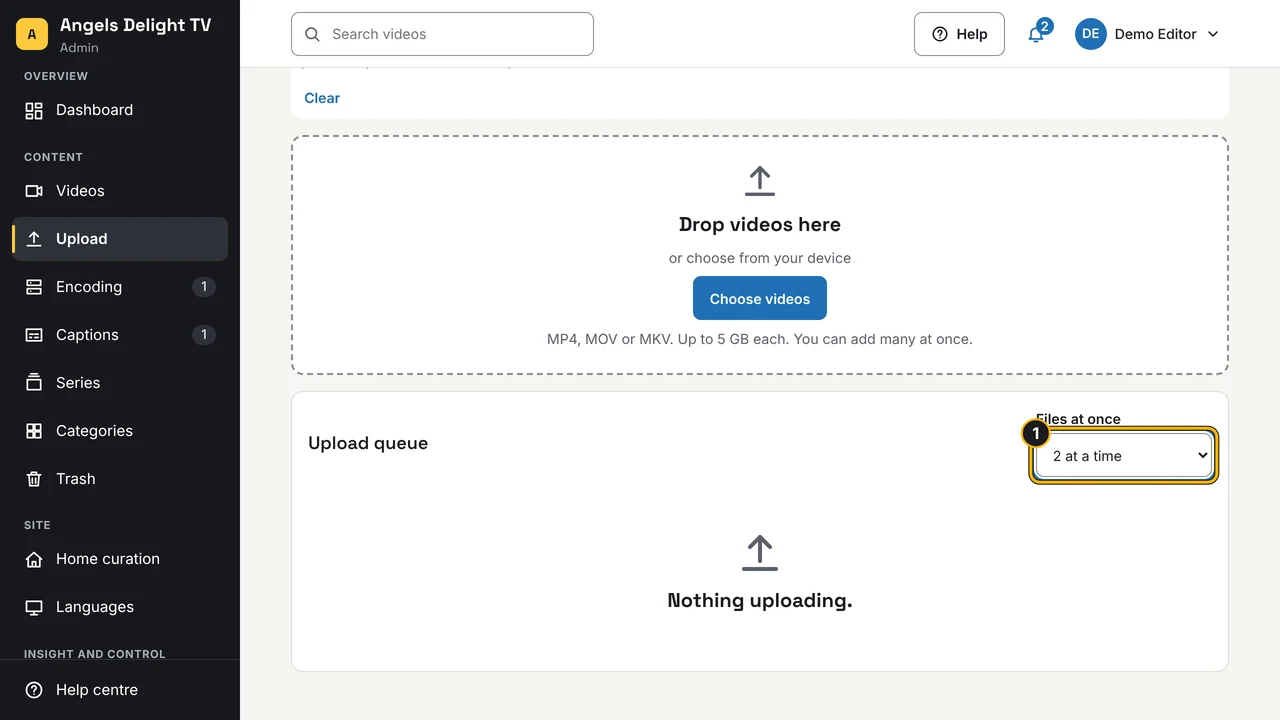 A
Angels Delight TV
Admin
OVERVIEW
Dashboard
CONTENT
Videos
Upload
Encoding 1
Captions 1
Series
Categories
Trash
SITE
Home curation
Languages
INSIGHT AND CONTROL
Help centre
Search videos
Help
2
DE Demo Editor
Clear
Drop videos here
or choose from your device
Choose videos
MP4, MOV or MKV. Up to 5 GB each. You can add many at once.
Upload queue
Files at once
1
2 at a time
Nothing uploading.